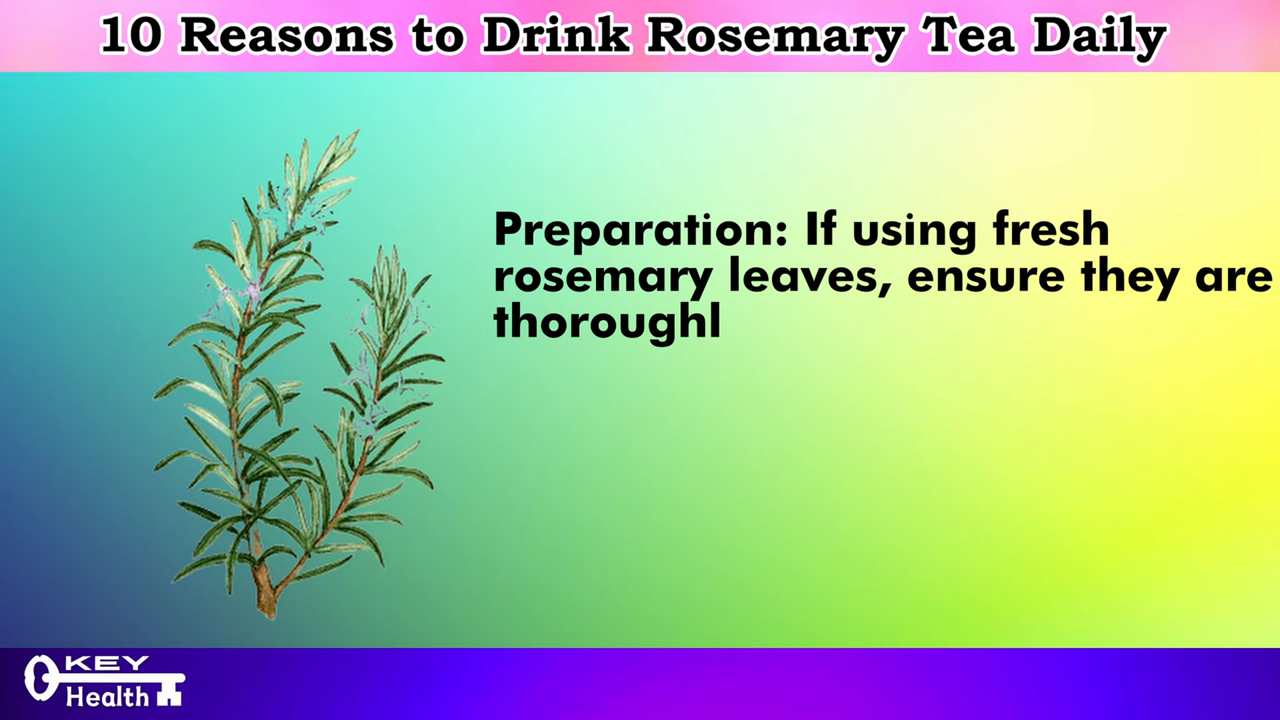 10 Reasons to Drink Rosemary Tea Daily
Preparation: If using fresh
rosemary leaves, ensure they are
thoroughl
KEY
Health